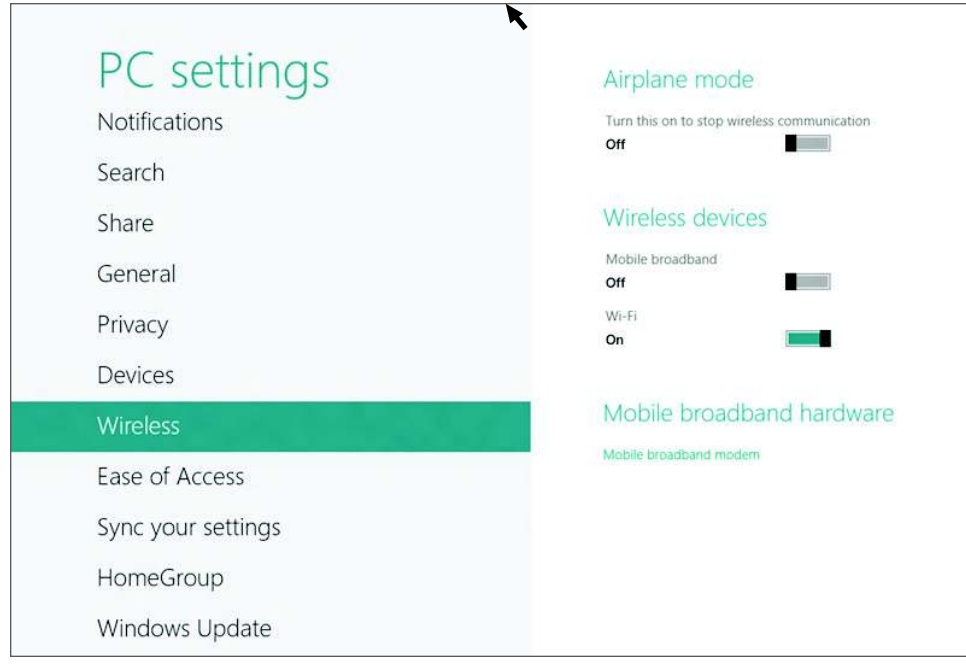 PC settings
Notifications
Search
Share
General
Privacy
Devices
Wireless
Ease of Access
Sync your settings
HomeGroup
Windows Update
Airplane mode
Turn this on to stop wireless communication
Off
Wireless devices
Mobile broadband
Off
Wi-Fi
On
Mobile broadband hardware
Mobile broadband modem